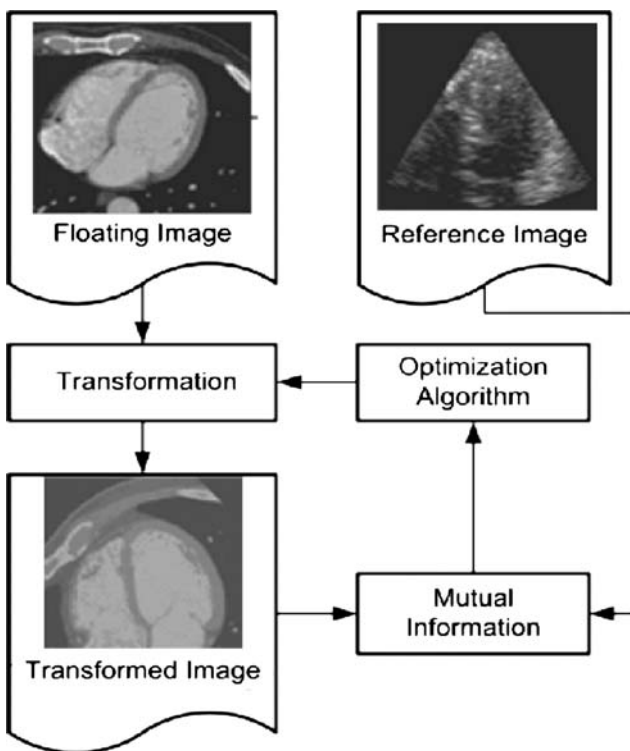 Floating Image
Reference Image
Transformation
Optimization
Algorithm
Transformed Image
Mutual
Information